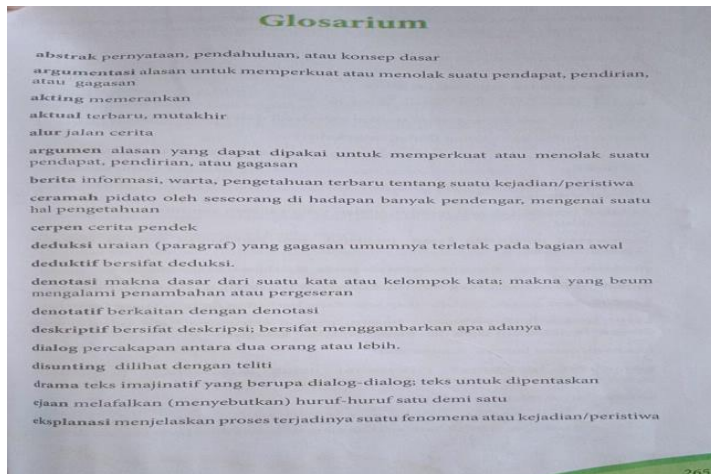 Glosarium
abstrak pernyataan, pendahuluan, atau konsep dasar
argumentasi alasan untuk memperkuat atau menolak suatu pendapat, pendirian,
atau gagasan
akting memerankan
aktual terbaru, mutakhir
alur jalan cerita
argumen alasan yang dapat dipakai untuk memperkuat atau menolak suatu
pendapat, pendirian, atau gagasan
berita informasi, warta, pengetahuan terbaru tentang suatu kejadian/peristiwa
ceramah pidato oleh seseorang di hadapan banyak pendengar, mengenai suatu
hal pengetahuan
cerpen cerita pendek
deduksi uraian (paragraf) yang gagasan umumnya terletak pada bagian awal
deduktif bersifat deduksi.
denotasi makna dasar dari suatu kata atau kelompok kata; makna yang beum
mengalami penambahan atau pergeseran
denotatif berkaitan dengan denotasi
deskriptif bersifat deskripsi; bersifat menggambarkan apa adanya
dialog percakapan antara dua orang atau lebih.
disunting dilihat dengan teliti
drama teks imajinatif yang berupa dialog-dialog; teks untuk dipentaskan
ejaan melafalkan (menyebutkan) huruf-huruf satu demi satu
eksplanasi menjelaskan proses terjadinya suatu fenomena atau kejadian/peristiwa
265